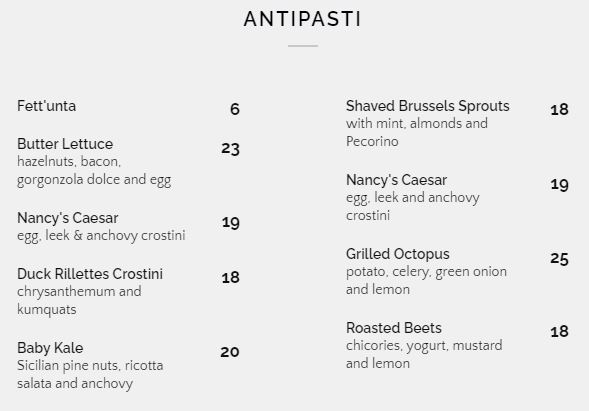 ANTIPASTI
Fett'unta 6
Butter Lettuce 23
hazelnuts, bacon,
gorgonzola dolce and egg
Nancy's Caesar 19
egg, leek & anchovy crostini
Duck Rillettes Crostini 18
chrysanthemum and
kumquats
Baby Kale 20
Sicilian pine nuts, ricotta
salata and anchovy
Shaved Brussels Sprouts 18
with mint, almonds and
Pecorino
Nancy's Caesar 19
egg, leek and anchovy
crostini
Grilled Octopus 25
potato, celery, green onion
and lemon
Roasted Beets 18
chicories, yogurt, mustard
and lemon